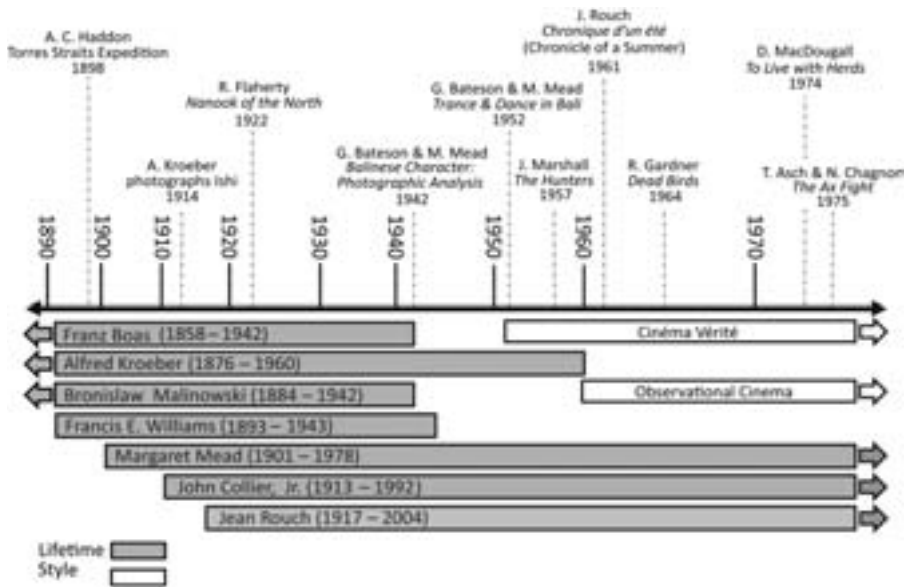 A. C. Haddon
Torres Straits Expedition
1898
R. Flaherty
Nanook of the North
1922
A. Kroeber
photographs Ishi
1914
G. Bateson & M. Mead
Balinese Character:
Photographic Analysis
1942
G. Bateson & M. Mead
Trance & Dance in Bali
1952
J. Rouch
Chronique d'un été
(Chronicle of a Summer)
1961
J. Marshall
The Hunters
1957
R. Gardner
Dead Birds
1964
D. MacDougall
To Live with Herds
1974
T. Asch & N. Chagnon
The Ax Fight
1975
1890 1900 1910 1920 1930 1940 1950 1960 1970
Franz Boas (1858 – 1942)
Cinéma Vérité
Alfred Kroeber (1876 – 1960)
Bronislaw Malinowski (1884 – 1942)
Observational Cinema
Francis E. Williams (1893 – 1943)
Margaret Mead (1901 – 1978)
John Collier, Jr. (1913 – 1992)
Jean Rouch (1917 – 2004)
Lifetime
Style